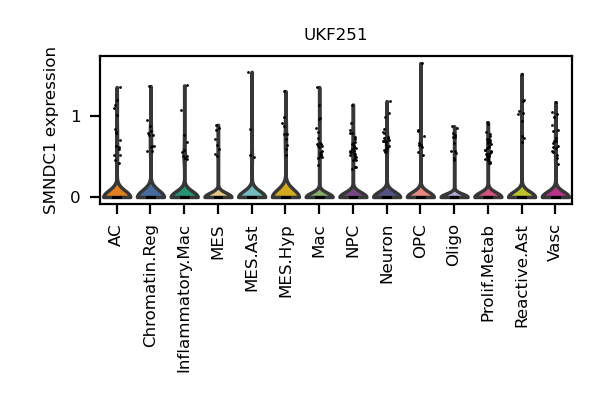 UKF251
SMNDC1 expression
1
0
AC
Chromatin.Reg
Inflammatory.Mac
MES
MES.Ast
MES.Hyp
Mac
NPC
Neuron
OPC
Oligo
Prolif.Metab
Reactive.Ast
Vasc